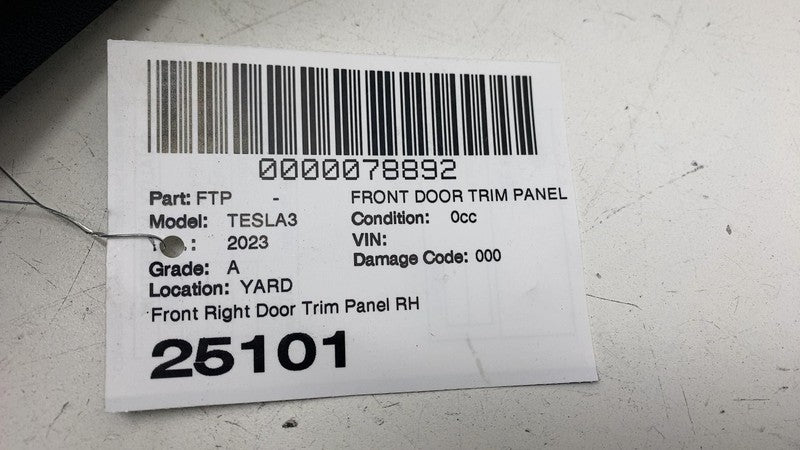 0000078892
Part: FTP - FRONT DOOR TRIM PANEL
Model: TESLA3 Condition: 0cc
: 2023 VIN:
Grade: A Damage Code: 000
Location: YARD
Front Right Door Trim Panel RH
25101